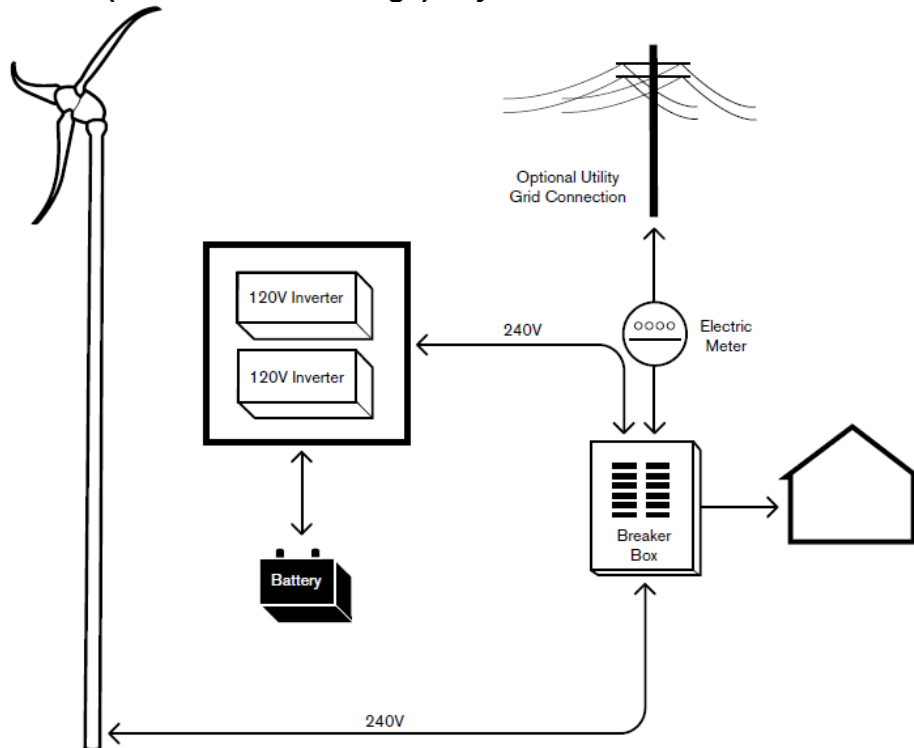 Optional Utility
Grid Connection
120V Inverter
120V Inverter
240V
Electric
Meter
Breaker
Box
Battery
240V